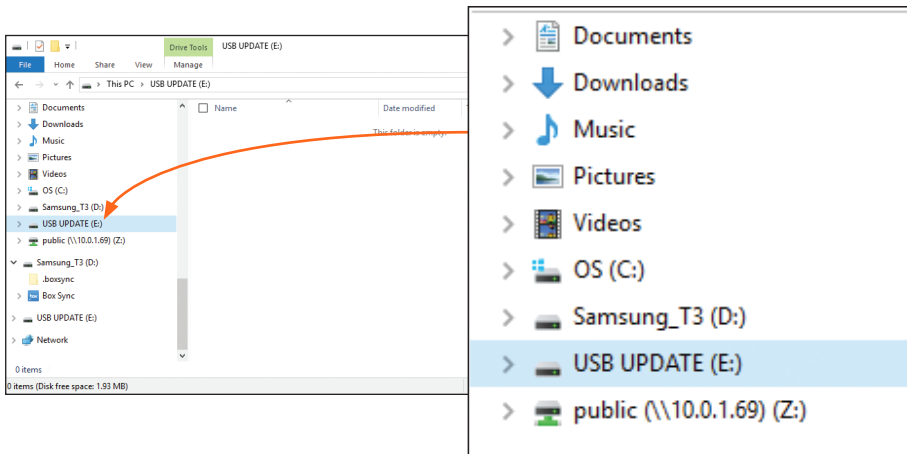 Drive Tools USB UPDATE (E:)
File Home Share View Manage
This PC > USB UPDATE (E:)
Name Date modified
This folder is empty.
Documents
Downloads
Music
Pictures
Videos
OS (C:)
Samsung_T3 (D:)
USB UPDATE (E:)
public (\\10.0.1.69) (Z:)
Samsung_T3 (D:)
.boxsync
box Box Sync
USB UPDATE (E:)
Network
0 items
0 items (Disk free space: 1.93 MB)
Documents
Downloads
Music
Pictures
Videos
OS (C:)
Samsung_T3 (D:)
USB UPDATE (E:)
public (\\10.0.1.69) (Z:)